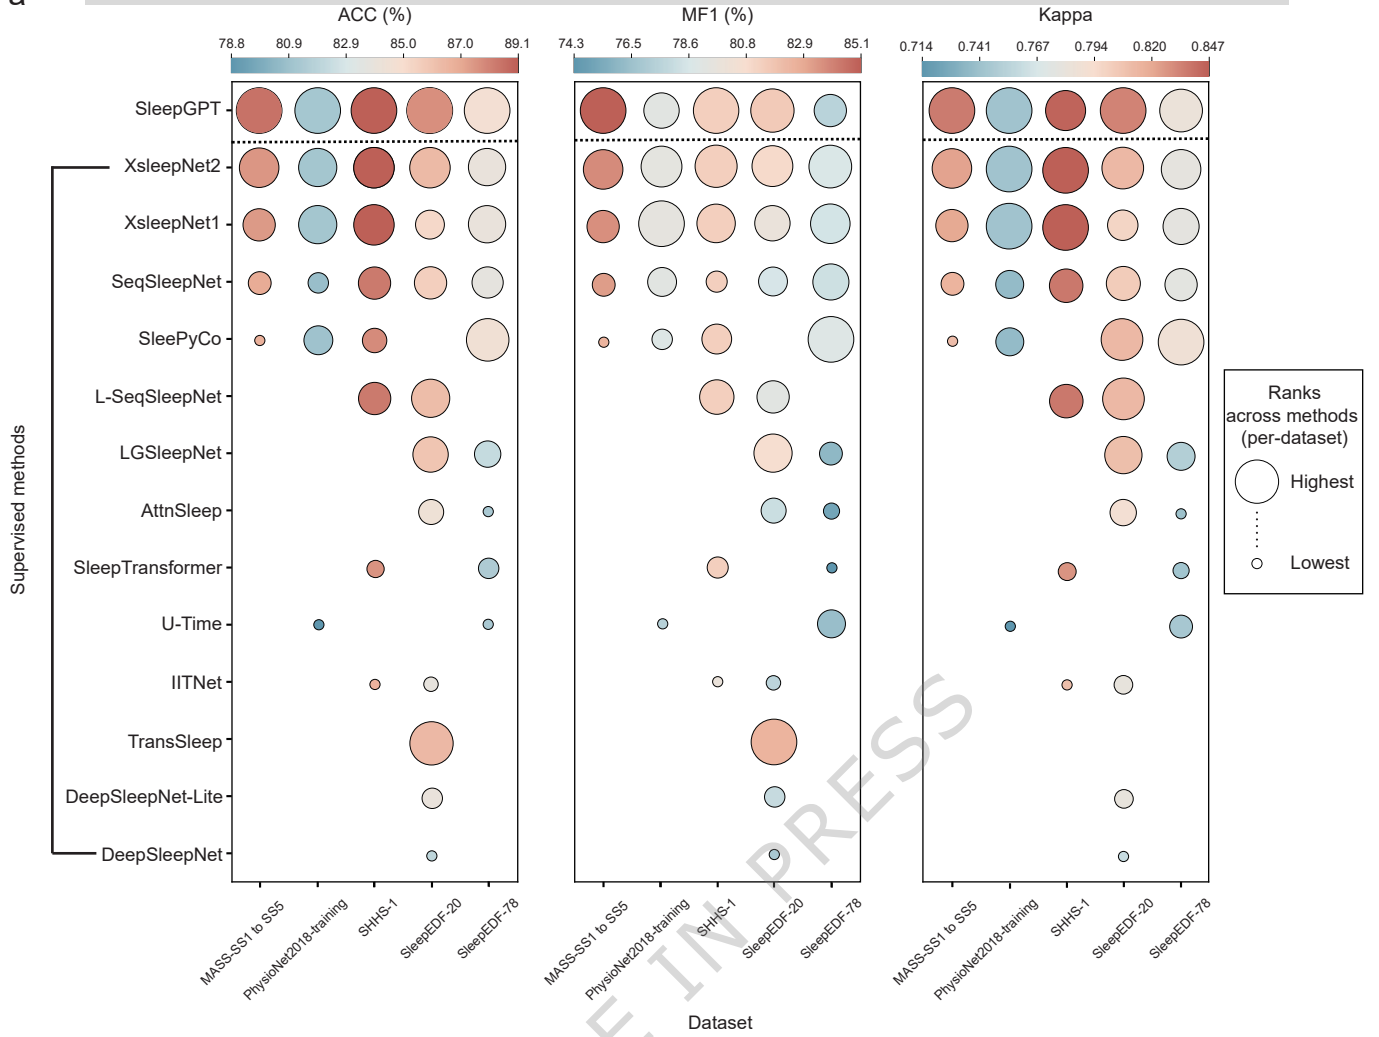 a
ACC (%)
MF1 (%)
Kappa
78.8 80.9 82.9 85.0 87.0 89.1
74.3 76.5 78.6 80.8 82.9 85.1
0.714 0.741 0.767 0.794 0.820 0.847
SleepGPT
XsleepNet2
XsleepNet1
SeqSleepNet
SleePyCo
L-SeqSleepNet
LGSleepNet
AttnSleep
SleepTransformer
U-Time
IITNet
TransSleep
DeepSleepNet-Lite
DeepSleepNet
Supervised methods
Ranks
across methods
(per-dataset)
Highest
Lowest
MASS-SS1 to SS5
PhysioNet2018-training
SHHS-1
SleepEDF-20
SleepEDF-78
MASS-SS1 to SS5
PhysioNet2018-training
SHHS-1
SleepEDF-20
SleepEDF-78
MASS-SS1 to SS5
PhysioNet2018-training
SHHS-1
SleepEDF-20
SleepEDF-78
Dataset
E IN PRESS